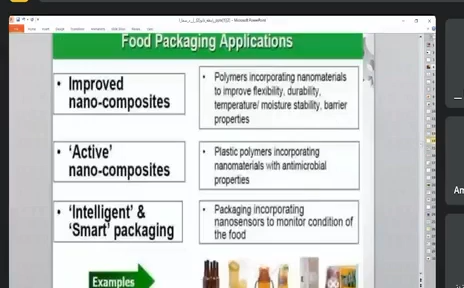 Food Packaging Applications
• Improved
nano-composites
• Polymers incorporating nanomaterials
to improve flexibility, durability,
temperature/ moisture stability, barrier
properties
• 'Active'
nano-composites
• Plastic polymers incorporating
nanomaterials with antimicrobial
properties
• 'Intelligent' &
'Smart' packaging
• Packaging incorporating
nanosensors to monitor condition of
the food
Examples